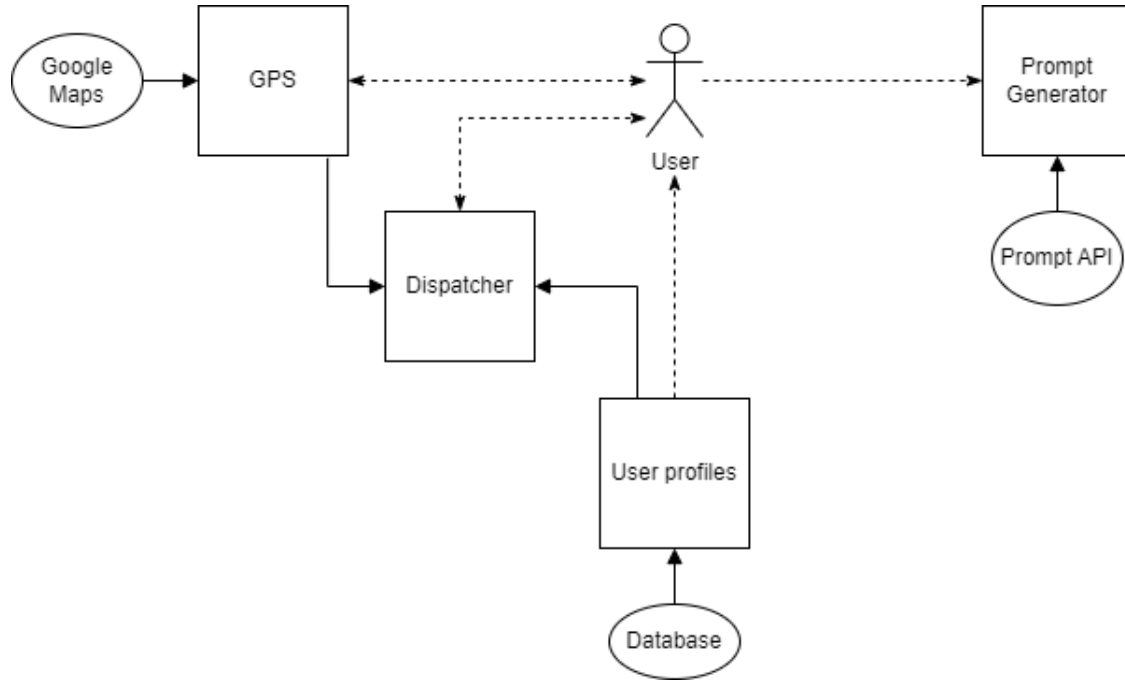 Google
Maps
GPS
Prompt
Generator
User
Prompt API
Dispatcher
User profiles
Database